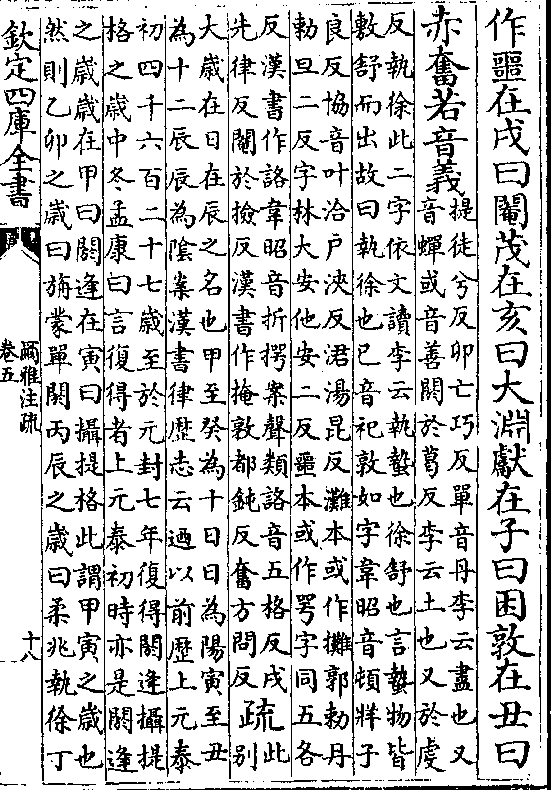 作噩在戌曰閹茂在亥曰大淵獻在子曰困敦在丑曰
赤奮若音義提徒兮反卯亡巧反單音丹李云盡也又
音蟬或音善閼於葛反李云土也又於虔
反執徐此二字依文讀李云執蟄也徐舒也言蟄物皆
敷舒而出故曰執徐也已音祀敦如字韋昭音頓牂子
良反協音叶洽户浹反涒湯昆反灘本或作攤郭勑丹
勑旦二反字林大安他安二反噩本或作咢字同五各
反漢書作詻韋昭音折揢案聲類詻音五格反戌
先律反閹於撿反漢書作掩敦都鈍反奮方問反疏此別
大歲在日在辰之名也甲至癸為十日日為陽寅至丑
為十二辰辰為陰案漢書律歷志云迺以前歷上元泰
初四千六百二十七歲至於元封七年復得閼逢攝提
格之歲中冬孟康曰言復得者上元泰初時亦是閼逢
之歲歲在甲曰閼逢在寅曰攝提格此謂甲寅之歲也
然則乙卯之歲曰旃蒙單閼丙辰之歲曰柔兆執徐丁
欽定四庫全書
爾雅注疏
卷五
十八